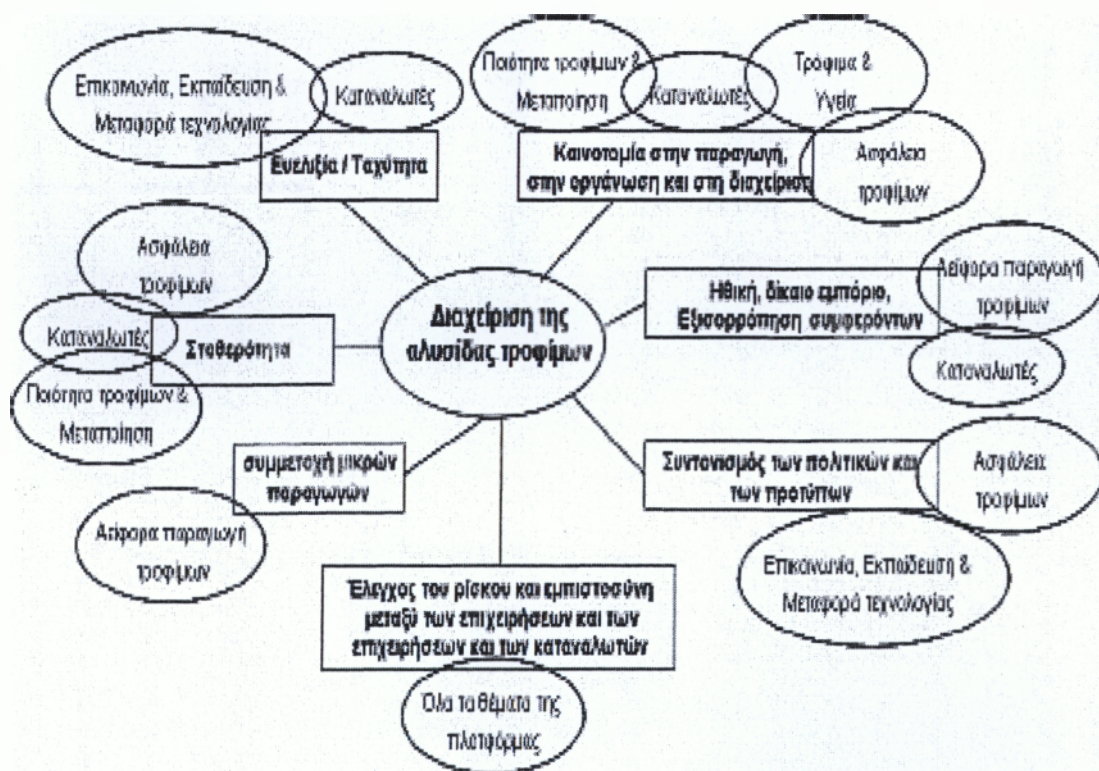 Επικοινωνία, Εκπαίδευση &
Μεταφορά τεχνολογίας
Καταναλωτές
Ευελιξία / Ταχύτητα
Ποιότητα τροφίμων &
Μεταποίηση
Καταναλωτές
Τρόφιμα &
Υγεία
Καινοτομία στην παραγωγή,
στην οργάνωση και στη διαχείριση
Ασφάλεια
τροφίμων
Ασφάλεια
τροφίμων
Καταναλωτές
Σταθερότητα
Ποιότητα τροφίμων &
Μεταποίηση
Διαχείριση της
αλυσίδας τροφίμων
Ηθική, δίκαιο εμπόριο,
Εξισορρόπηση συμφερόντων
Αείφορα παραγωγή
τροφίμων
Καταναλωτές
συμμετοχή μικρών
παραγωγών
Αείφορα παραγωγή
τροφίμων
Συντονισμός των πολιτικών και
των προτύπων
Ασφάλεια
τροφίμων
Επικοινωνία, Εκπαίδευση &
Μεταφορά τεχνολογίας
Έλεγχος του ρίσκου και εμπιστοσύνη
μεταξύ των επιχειρήσεων και των
επιχειρήσεων και των καταναλωτών
Όλα τα θέματα της
πλατφόρμας